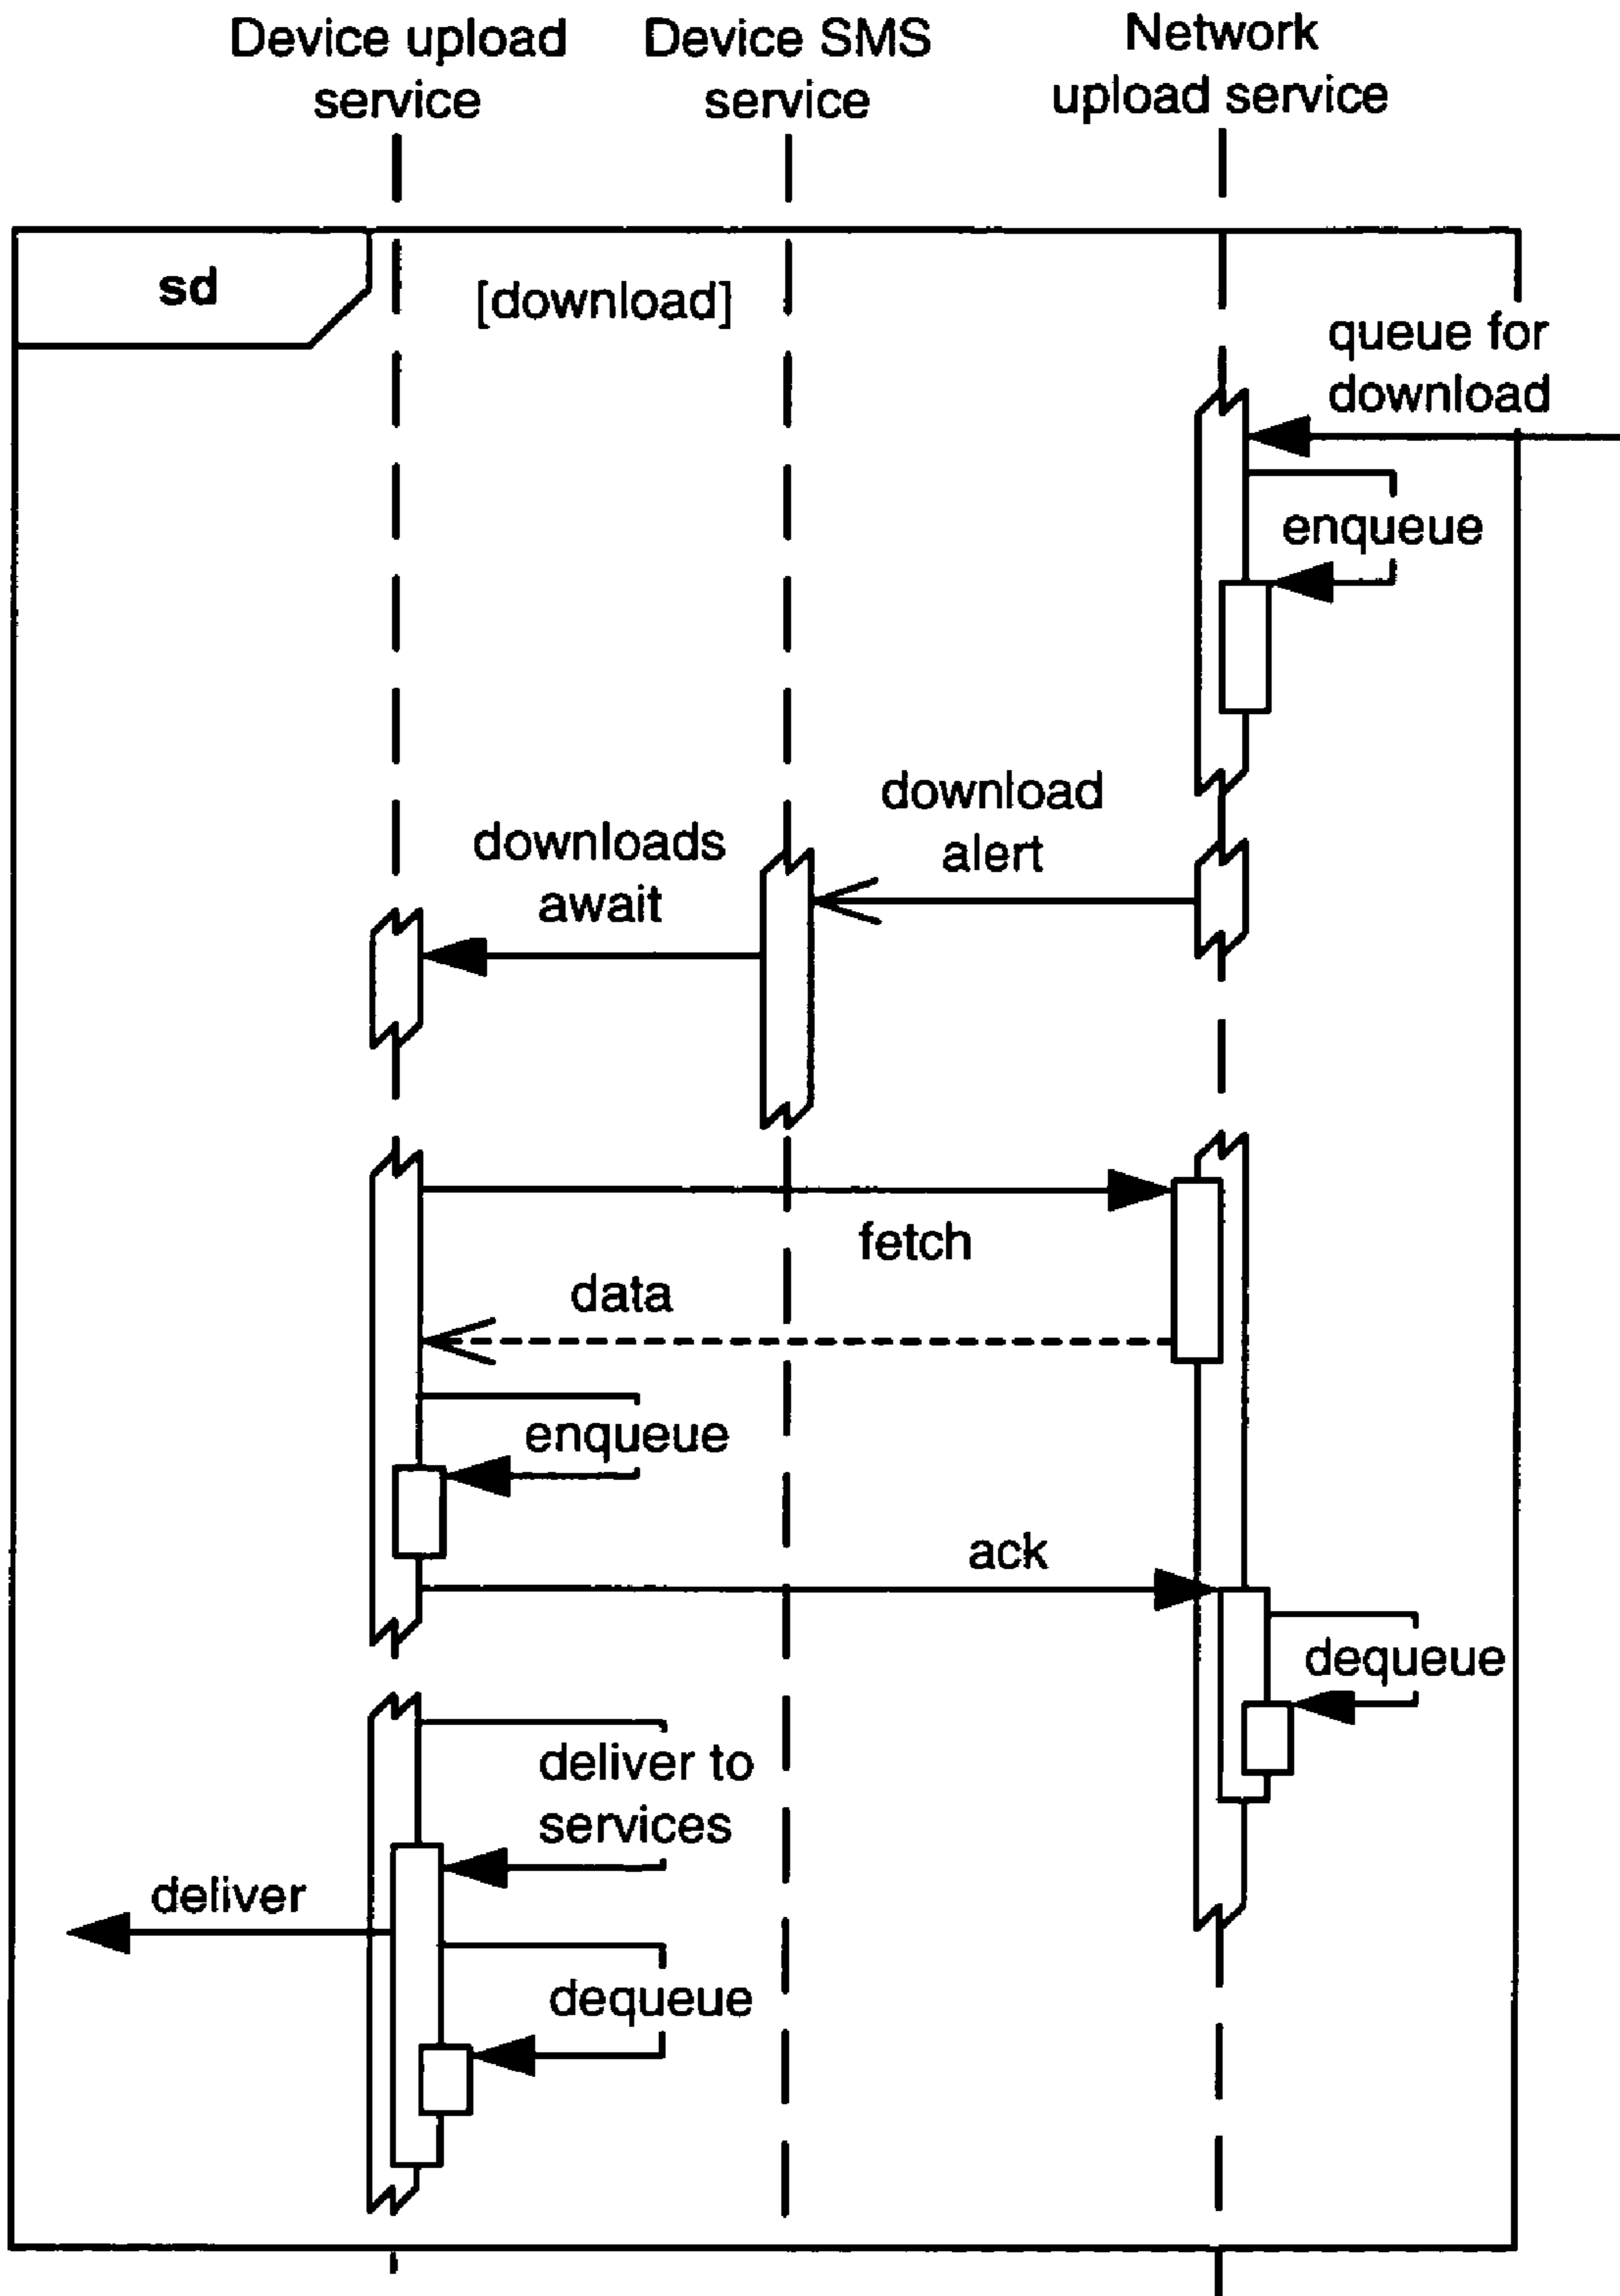 Device upload
service
Device SMS
service
Network
upload service
sd
[download]
queue for
download
enqueue
download
alert
downloads
await
fetch
data
enqueue
ack
dequeue
deliver to
services
deliver
dequeue